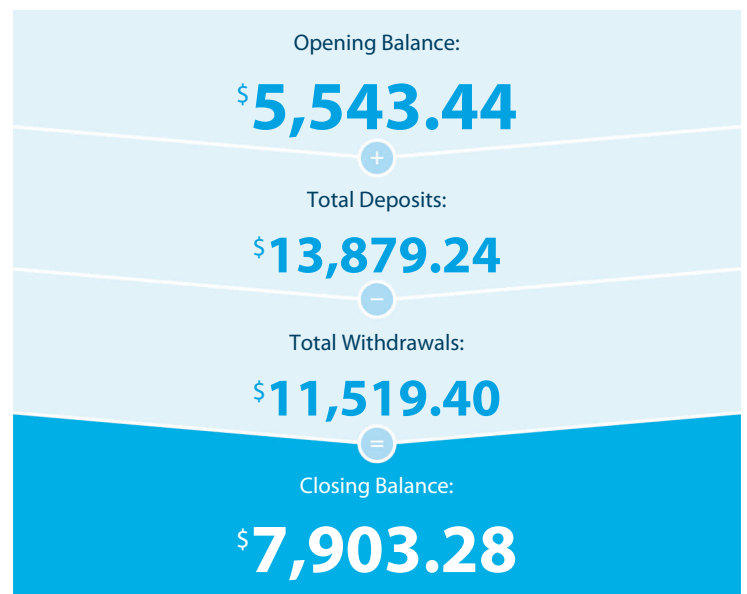 Opening Balance:
$5,543.44
+
Total Deposits:
$13,879.24
−
Total Withdrawals:
$11,519.40
=
Closing Balance:
$7,903.28